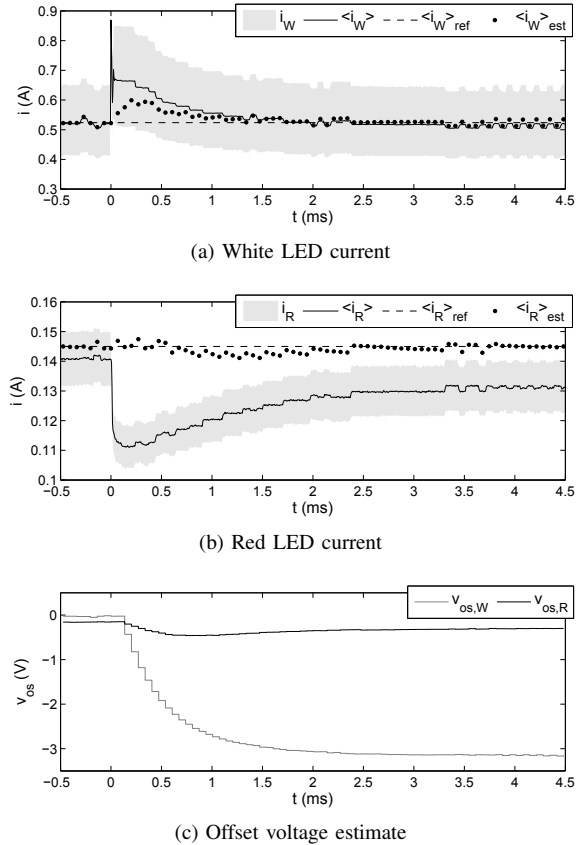 i_W <i_W> <i_W>_ref <i_W>_est
0.9
0.8
0.7
0.6
0.5
0.4
0.3
i (A)
−0.5 0 0.5 1 1.5 2 2.5 3 3.5 4 4.5
t (ms)
(a) White LED current
i_R <i_R> <i_R>_ref <i_R>_est
0.16
0.15
0.14
0.13
0.12
0.11
0.1
i (A)
−0.5 0 0.5 1 1.5 2 2.5 3 3.5 4 4.5
t (ms)
(b) Red LED current
v_os,W v_os,R
0
−1
−2
−3
v_os (V)
−0.5 0 0.5 1 1.5 2 2.5 3 3.5 4 4.5
t (ms)
(c) Offset voltage estimate